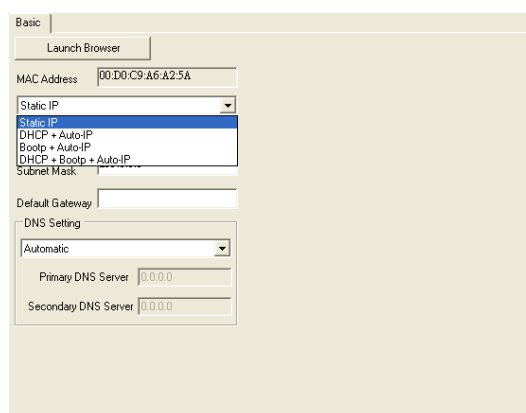 Basic
Launch Browser
MAC Address 00:D0:C9:A6:A2:5A
Static IP
Static IP
DHCP + Auto-IP
Bootp + Auto-IP
DHCP + Bootp + Auto-IP
Subnet Mask
Default Gateway
DNS Setting
Automatic
Primary DNS Server 0.0.0.0
Secondary DNS Server 0.0.0.0